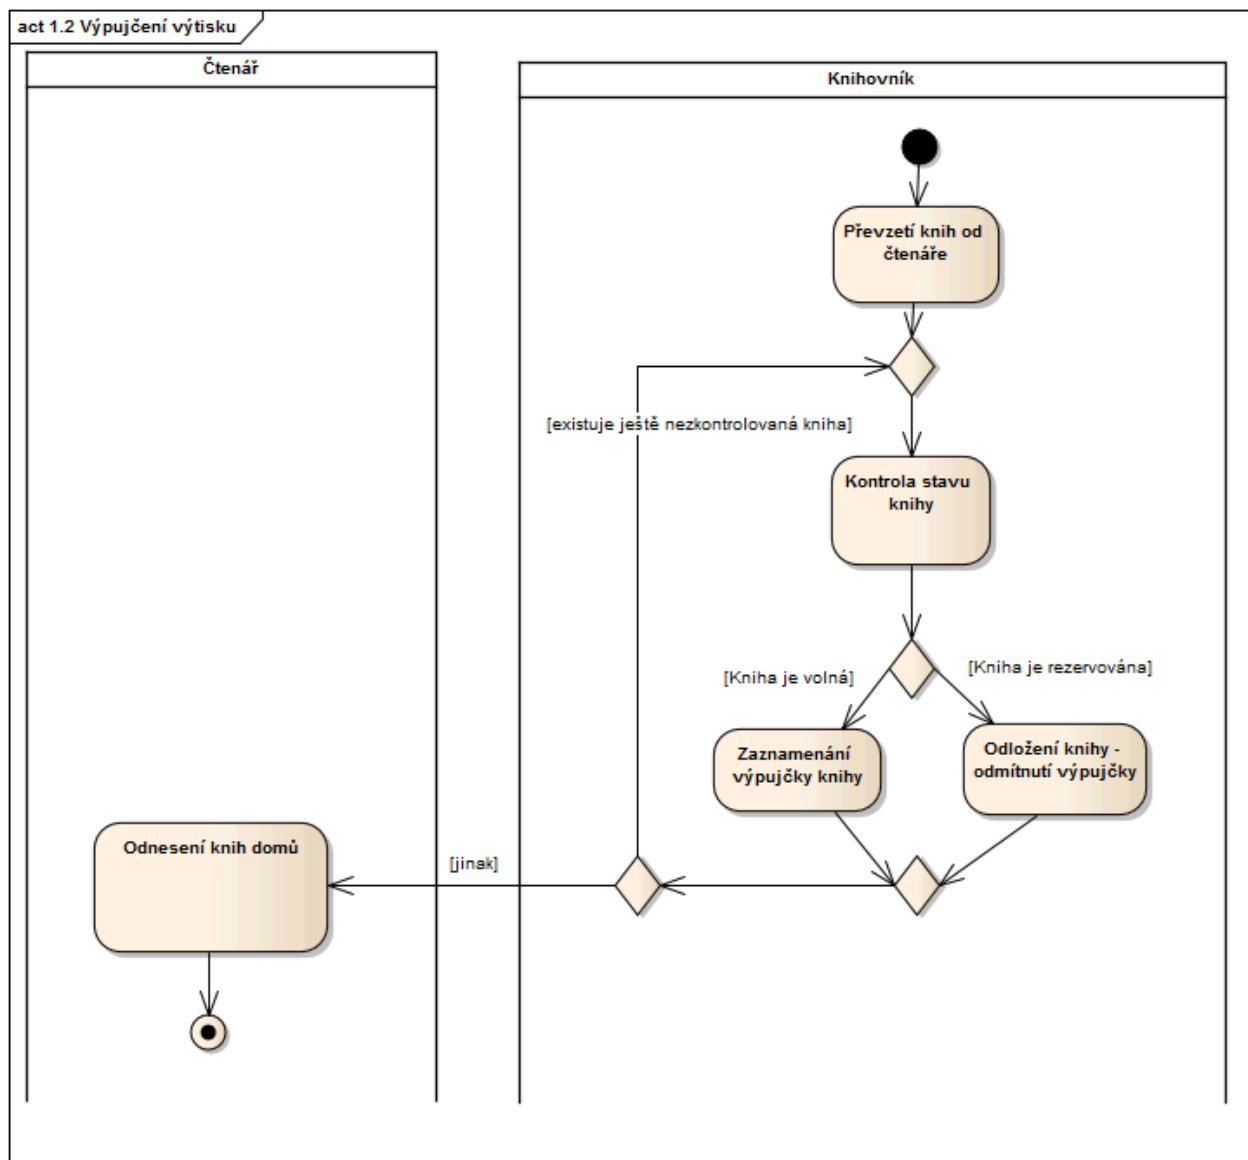 act 1.2 Výpujčení výtisku
Čtenář
Knihovník
Převzetí knih od
čtenáře
[existuje ještě nezkontrolovaná kniha]
Kontrola stavu
knihy
[Kniha je volná]
[Kniha je rezervována]
Zaznamenání
výpujčky knihy
Odložení knihy -
odmítnutí výpujčky
Odnesení knih domů
[jinak]